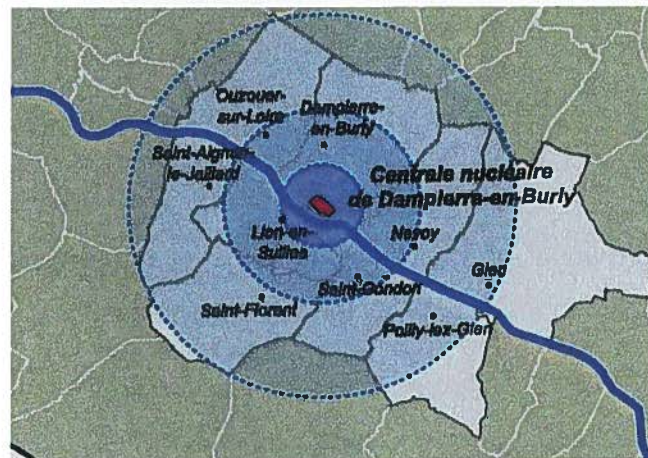 Ouzouer-
sur-Loire
Dampierre-
en-Burly
Saint-Aignan-
le-Jaillard
Centrale nucléaire
de Dampierre-en-Burly
Lion-en-
Sullias
Nevoy
Gien
Saint-Gondon
Saint-Florent
Poilly-lez-Gien